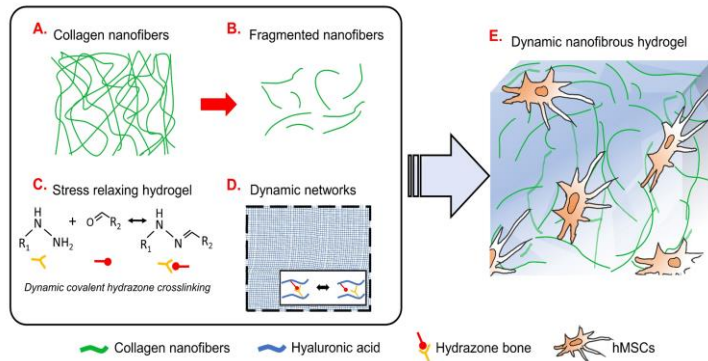 A. Collagen nanofibers
B. Fragmented nanofibers
E. Dynamic nanofibrous hydrogel
C. Stress relaxing hydrogel
D. Dynamic networks
H
N
R1 NH2
+
O R2
H
N
R1 N R2
Dynamic covalent hydrazone crosslinking
Collagen nanofibers
Hyaluronic acid
Hydrazone bone
hMSCs